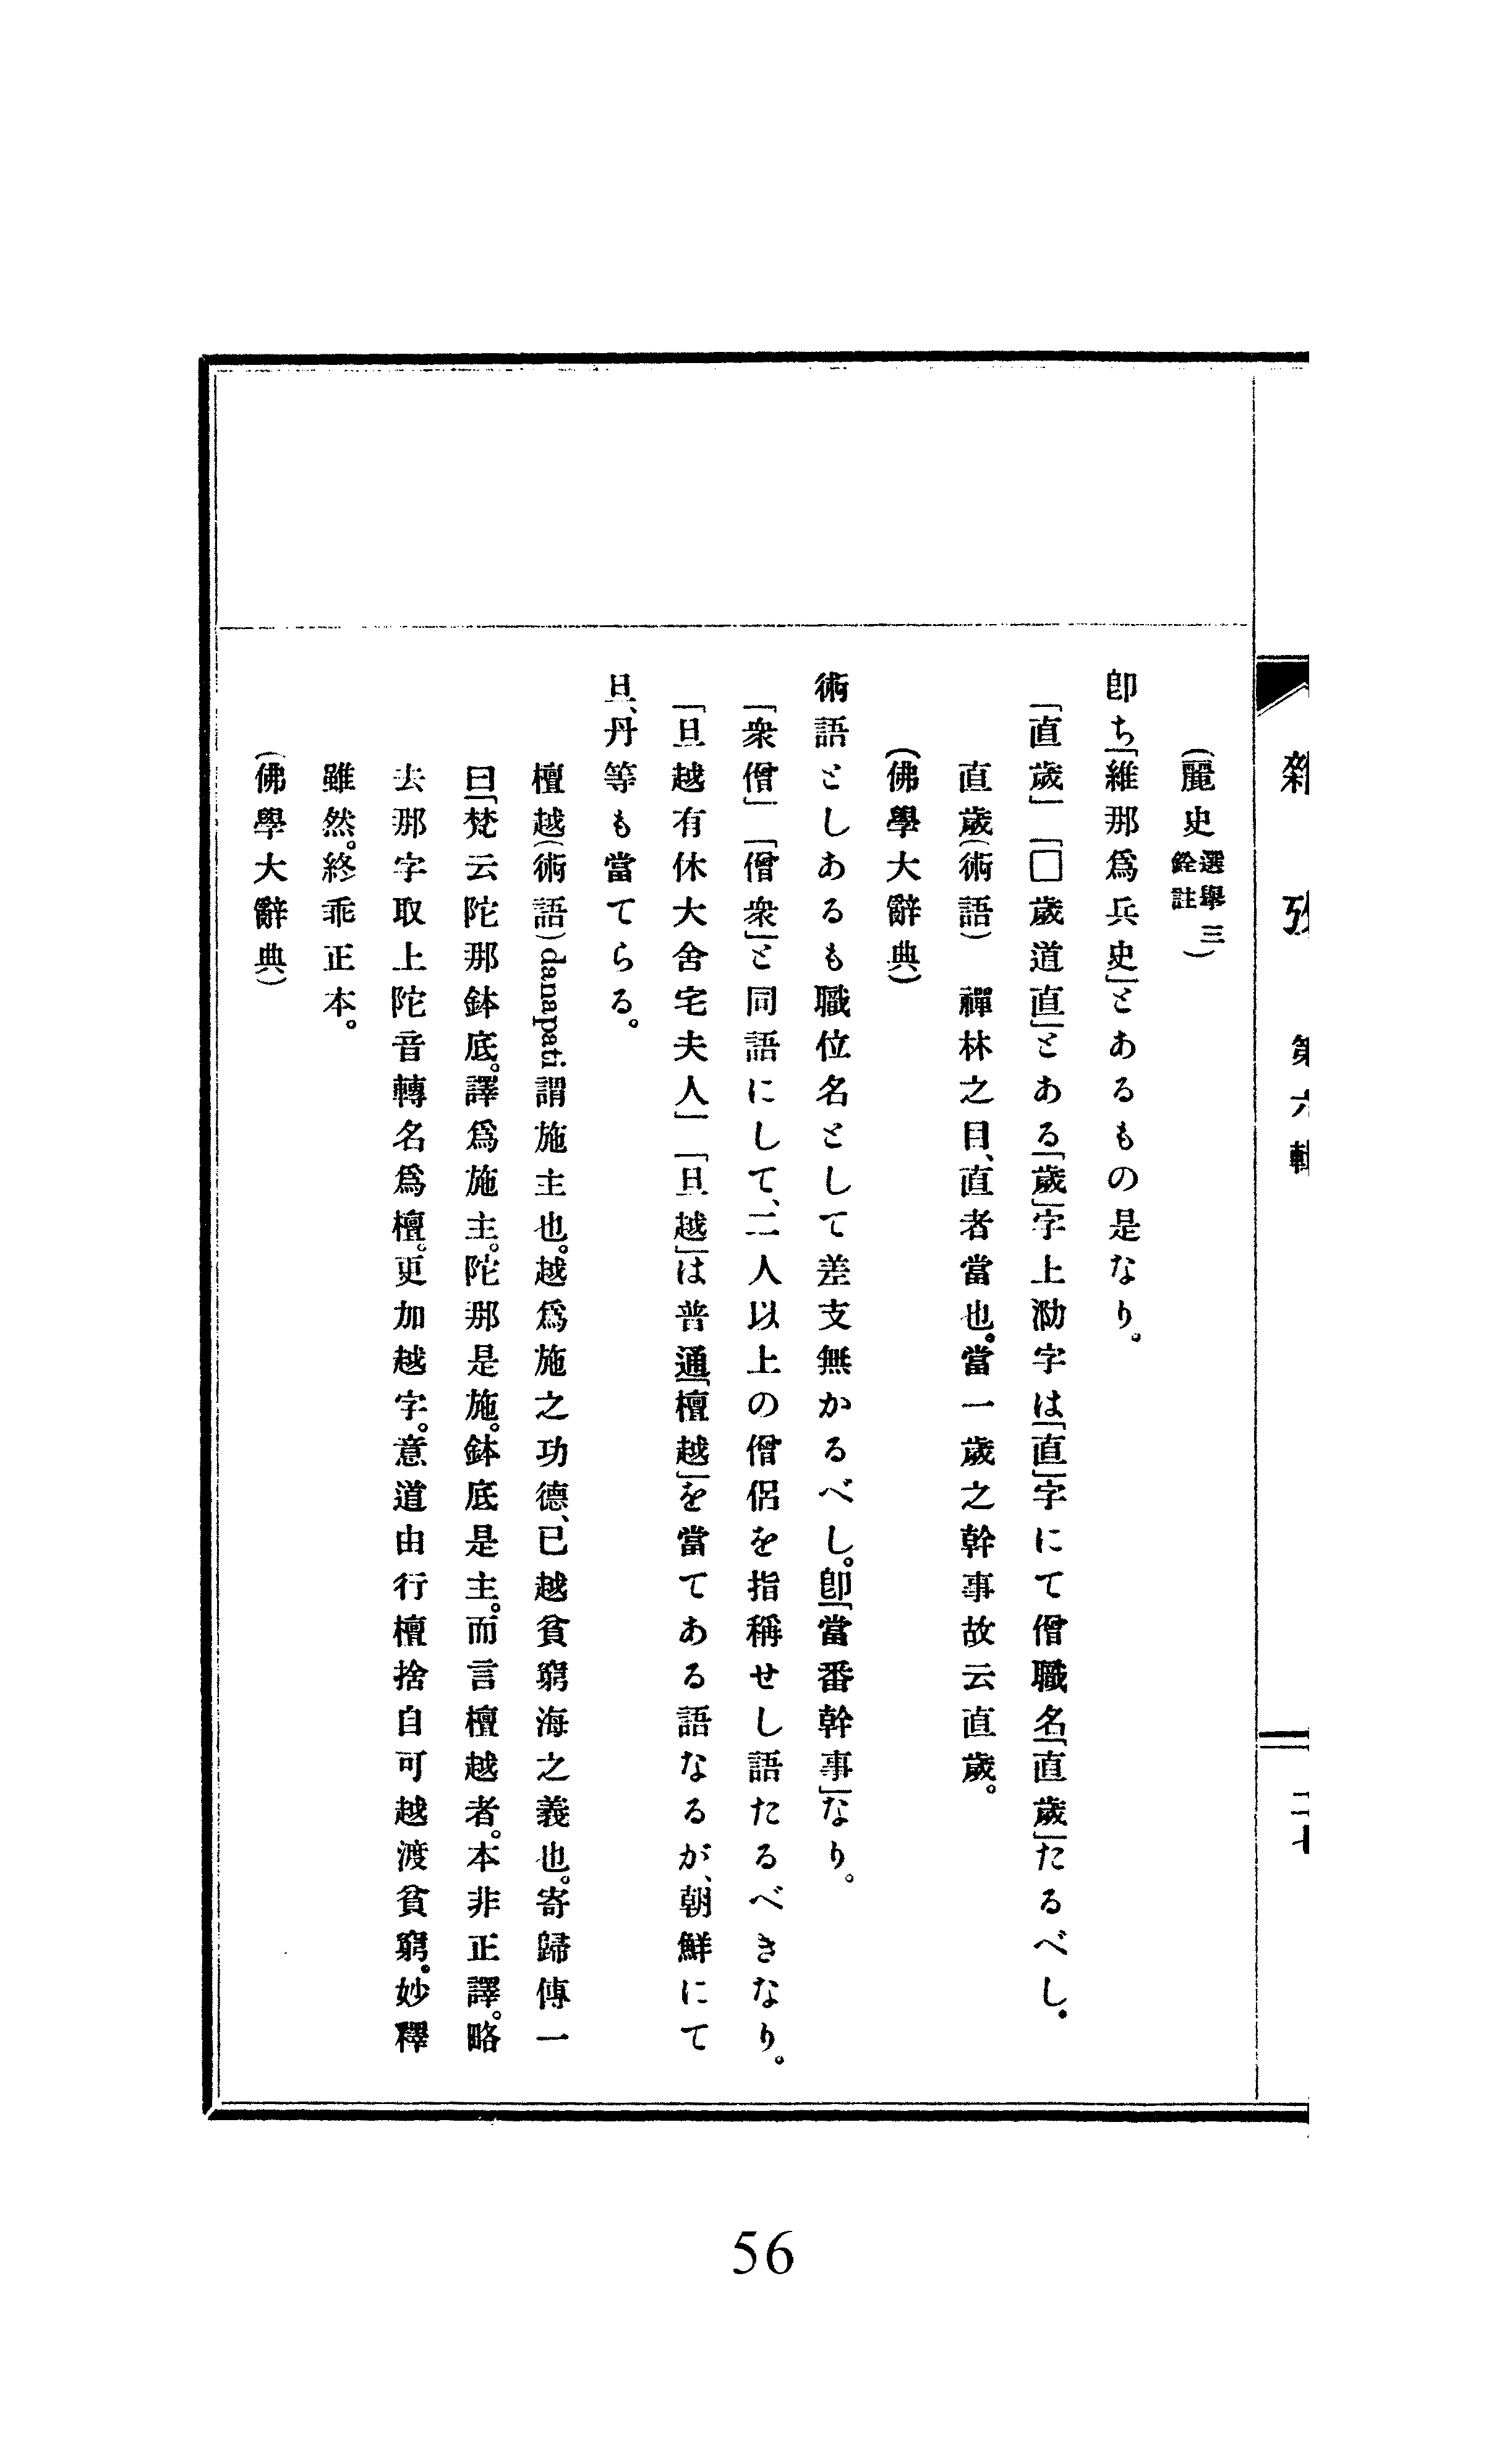 雜 攷 第六輯 二七
(麗史 選擧三 銓註)
卽ち「維那爲兵史」とあるもの是なり。
「直歲」「□歲道直」とある「歲」字上泐字は「直」字にて僧職名「直歲」たるべし。
直歲(術語) 禪林之目、直者當也。當一歲之幹事故云直歲。
(佛學大辭典)
術語としあるも職位名として差支無かるべし。卽「當番幹事」なり。
「衆僧」「僧衆」と同語にして、二人以上の僧侶を指稱せし語たるべきなり。
「旦越有休大舍宅夫人」「旦越」は普通「檀越」を當てある語なるが、朝鮮にて
旦、丹等も當てらる。
檀越(術語)danapati謂施主也。越爲施之功德、已越貧窮海之義也。寄歸傳一
曰「梵云陀那鉢底。譯爲施主。陀那是施。鉢底是主。而言檀越者。本非正譯。略
去那字取上陀音轉名爲檀。更加越字。意道由行檀捨自可越渡貧窮。妙釋
雖然。終乖正本。
(佛學大辭典)
56